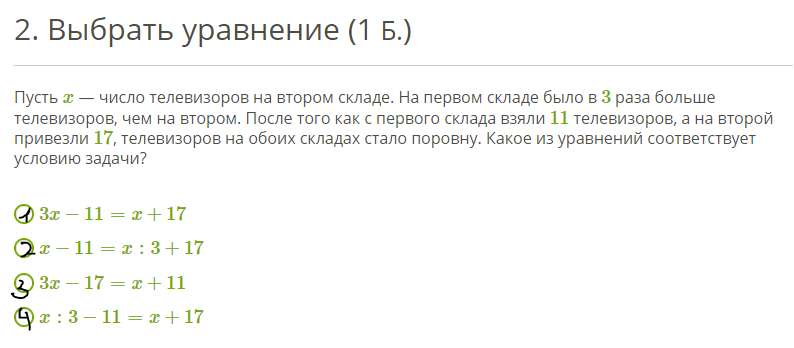 2. Выбрать уравнение (1 Б.)
Пусть x — число телевизоров на втором складе. На первом складе было в 3 раза больше
телевизоров, чем на втором. После того как с первого склада взяли 11 телевизоров, а на второй
привезли 17, телевизоров на обоих складах стало поровну. Какое из уравнений соответствует
условию задачи?
1 3x − 11 = x + 17
2 x − 11 = x : 3 + 17
3 3x − 17 = x + 11
4 x : 3 − 11 = x + 17